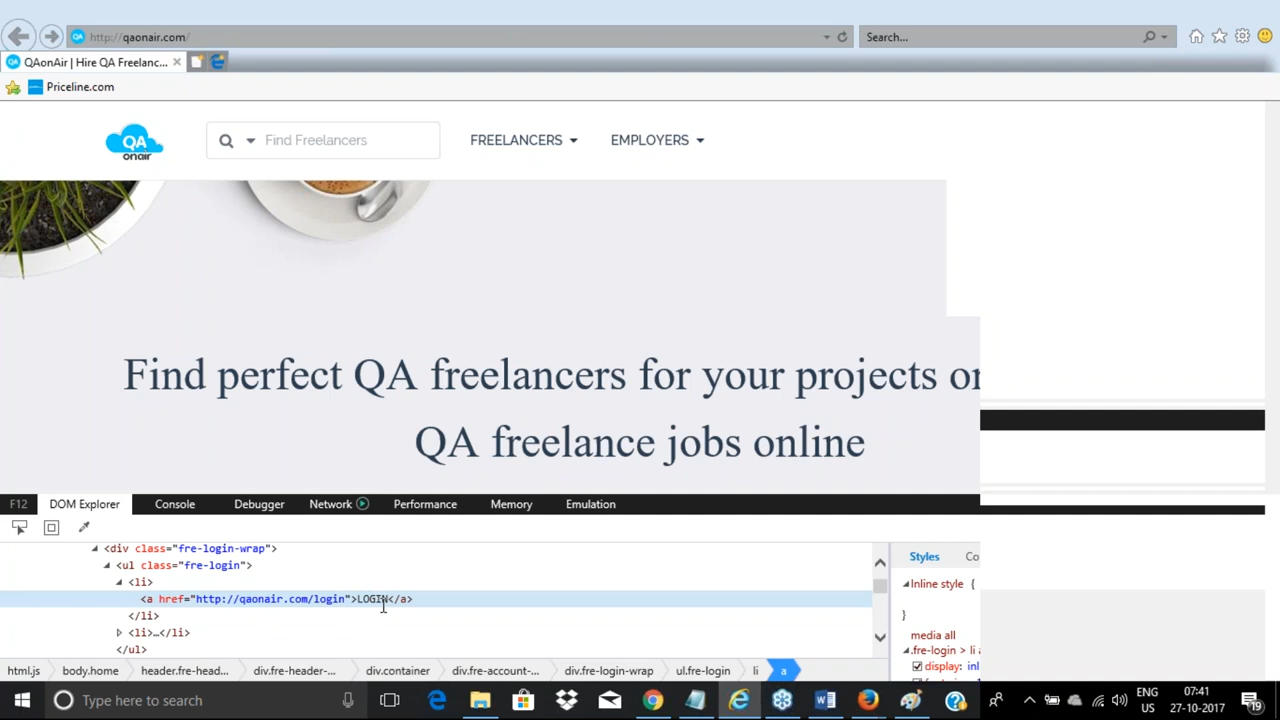 http://qaonair.com/
Search...
QAonAir | Hire QA Freelanc...
Priceline.com
QA
onair
Find Freelancers
FREELANCERS
EMPLOYERS
Find perfect QA freelancers for your projects or
QA freelance jobs online
F12
DOM Explorer
Console
Debugger
Network
Performance
Memory
Emulation
<div class="fre-login-wrap">
<ul class="fre-login">
<li>
<a href="http://qaonair.com/login">LOGIN</a>
</li>
<li>…</li>
</ul>
Styles
Co
Inline style {
}
media all
.fre-login > li a
display: inl
html.js
body.home
header.fre-head...
div.fre-header-...
div.container
div.fre-account-...
div.fre-login-wrap
ul.fre-login
li
a
Type here to search
ENG
US
07:41
27-10-2017
19